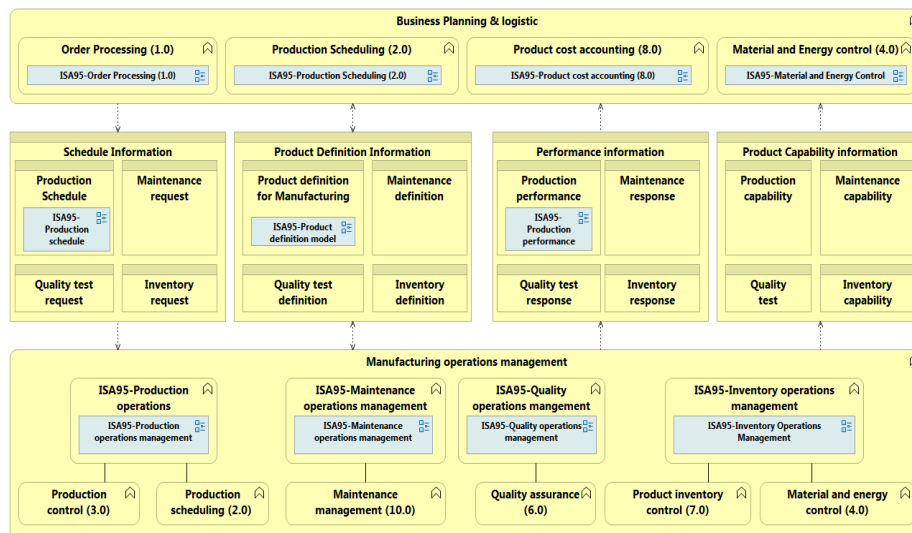 Business Planning & logistic
Order Processing (1.0)
ISA95-Order Processing (1.0)
Production Scheduling (2.0)
ISA95-Production Scheduling (2.0)
Product cost accounting (8.0)
ISA95-Product cost accounting (8.0)
Material and Energy control (4.0)
ISA95-Material and Energy Control
Schedule Information
Production
Schedule
ISA95-
Production
schedule
Maintenance
request
Quality test
request
Inventory
request
Product Definition Information
Product definition
for Manufacturing
ISA95-Product
definition model
Maintenance
definition
Quality test
definition
Inventory
definition
Performance information
Production
performance
ISA95-
Production
performance
Maintenance
response
Quality test
response
Inventory
response
Product Capability information
Production
capability
Maintenance
capability
Quality
test
Inventory
capability
Manufacturing operations management
ISA95-Production
operations
ISA95-Production
operations management
ISA95-Maintenance
operations management
ISA95-Maintenance
operations management
ISA95-Quality
operations mengement
ISA95-Quality operations
management
ISA95-Inventory operations
management
ISA95-Inventory Operations
Management
Production
control (3.0)
Production
scheduling (2.0)
Maintenance
management (10.0)
Quality assurance
(6.0)
Product inventory
control (7.0)
Material and energy
control (4.0)